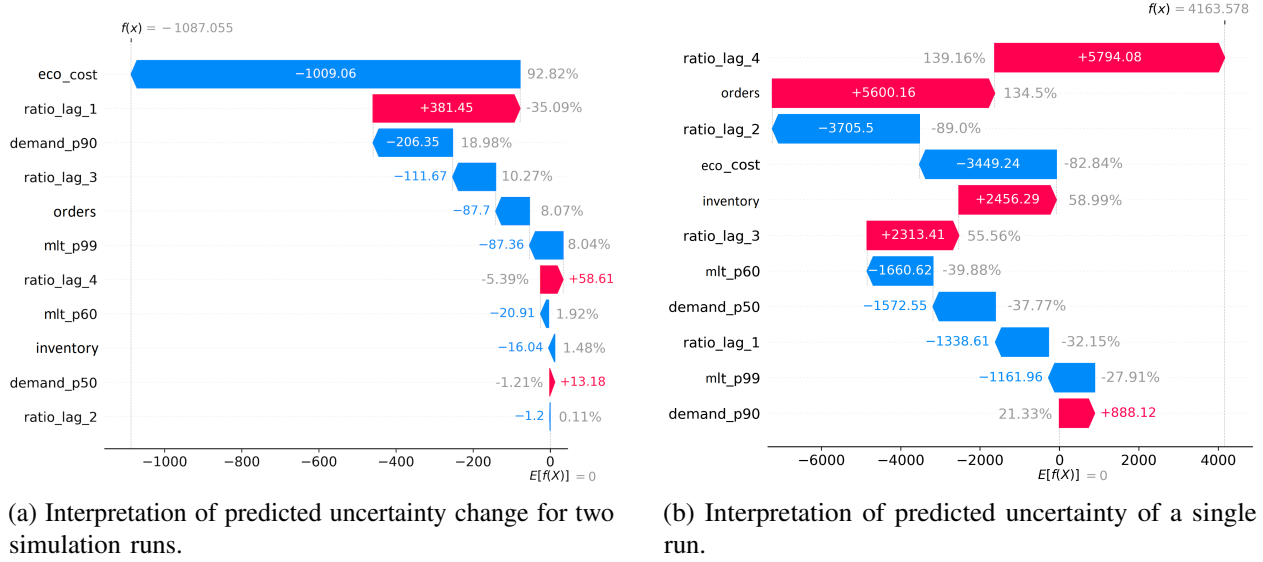 f(x) = −1087.055
eco_cost −1009.06 92.82%
ratio_lag_1 +381.45 -35.09%
demand_p90 −206.35 18.98%
ratio_lag_3 −111.67 10.27%
orders −87.7 8.07%
mlt_p99 −87.36 8.04%
ratio_lag_4 -5.39% +58.61
mlt_p60 −20.91 1.92%
inventory −16.04 1.48%
demand_p50 -1.21% +13.18
ratio_lag_2 −1.2 0.11%
−1000 −800 −600 −400 −200 0
E[f(X)] = 0
(a) Interpretation of predicted uncertainty change for two
simulation runs.
f(x) = 4163.578
ratio_lag_4 139.16% +5794.08
orders +5600.16 134.5%
ratio_lag_2 −3705.5 -89.0%
eco_cost −3449.24 -82.84%
inventory +2456.29 58.99%
ratio_lag_3 +2313.41 55.56%
mlt_p60 −1660.62 -39.88%
demand_p50 −1572.55 -37.77%
ratio_lag_1 −1338.61 -32.15%
mlt_p99 −1161.96 -27.91%
demand_p90 21.33% +888.12
−6000 −4000 −2000 0 2000 4000
E[f(X)] = 0
(b) Interpretation of predicted uncertainty of a single
run.